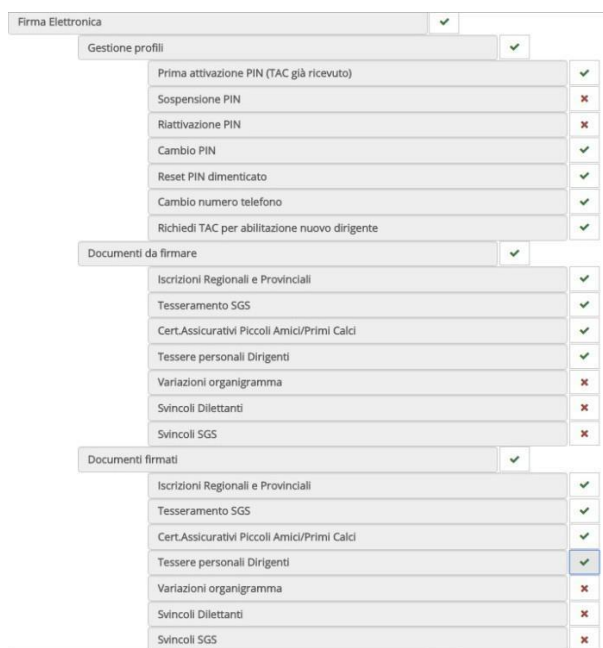 Firma Elettronica
Gestione profili
Prima attivazione PIN (TAC già ricevuto)
Sospensione PIN
Riattivazione PIN
Cambio PIN
Reset PIN dimenticato
Cambio numero telefono
Richiedi TAC per abilitazione nuovo dirigente
Documenti da firmare
Iscrizioni Regionali e Provinciali
Tesseramento SGS
Cert.Assicurativi Piccoli Amici/Primi Calci
Tessere personali Dirigenti
Variazioni organigramma
Svincoli Dilettanti
Svincoli SGS
Documenti firmati
Iscrizioni Regionali e Provinciali
Tesseramento SGS
Cert.Assicurativi Piccoli Amici/Primi Calci
Tessere personali Dirigenti
Variazioni organigramma
Svincoli Dilettanti
Svincoli SGS